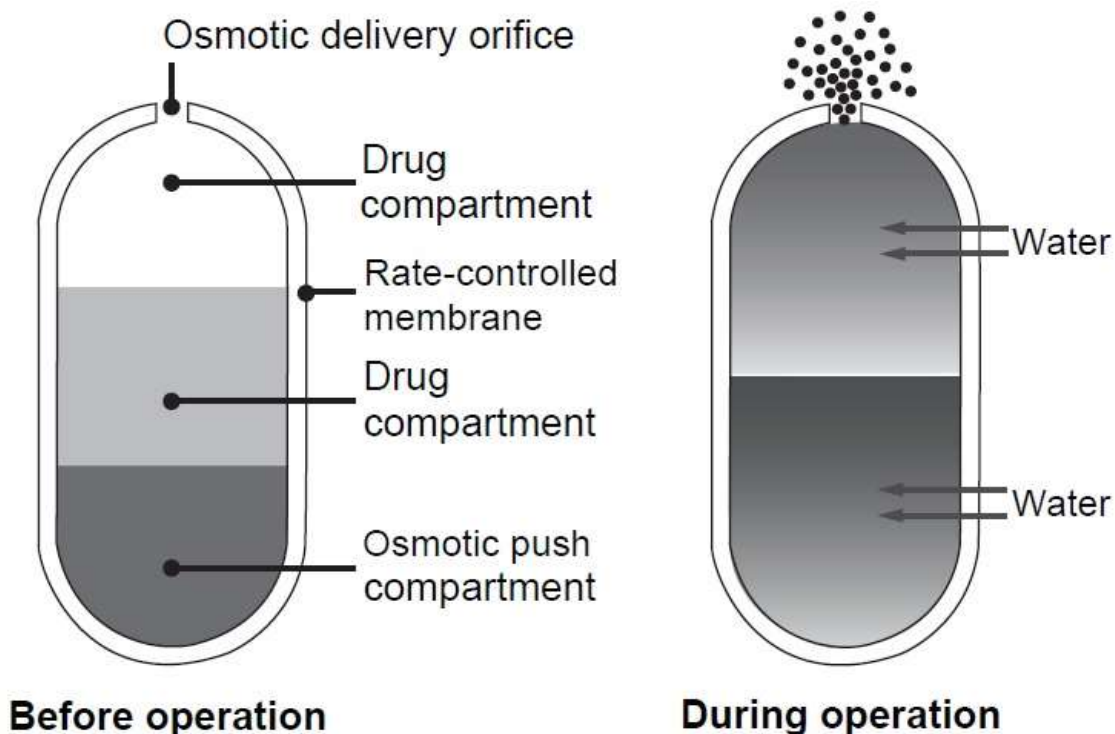 Osmotic delivery orifice
Drug
compartment
Rate-controlled
membrane
Drug
compartment
Osmotic push
compartment
Before operation
Water
Water
During operation